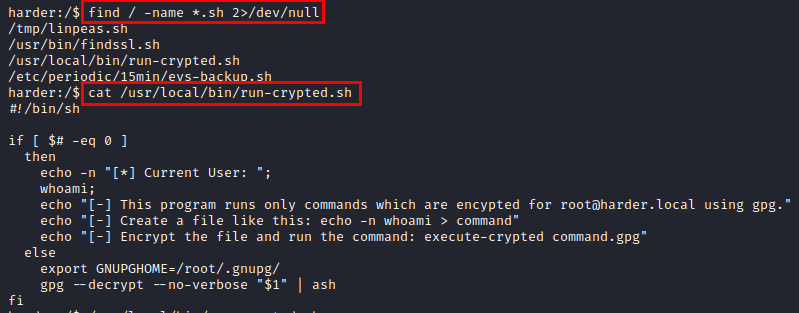 harder:/$ find / -name *.sh 2>/dev/null
/tmp/linpeas.sh
/usr/bin/findssl.sh
/usr/local/bin/run-crypted.sh
/etc/periodic/15min/evs-backup.sh
harder:/$ cat /usr/local/bin/run-crypted.sh
#!/bin/sh

if [ $# -eq 0 ]
  then
    echo -n "[*] Current User: ";
    whoami;
    echo "[-] This program runs only commands which are encypted for root@harder.local using gpg."
    echo "[-] Create a file like this: echo -n whoami > command"
    echo "[-] Encrypt the file and run the command: execute-crypted command.gpg"
  else
    export GNUPGHOME=/root/.gnupg/
    gpg --decrypt --no-verbose "$1" | ash
fi